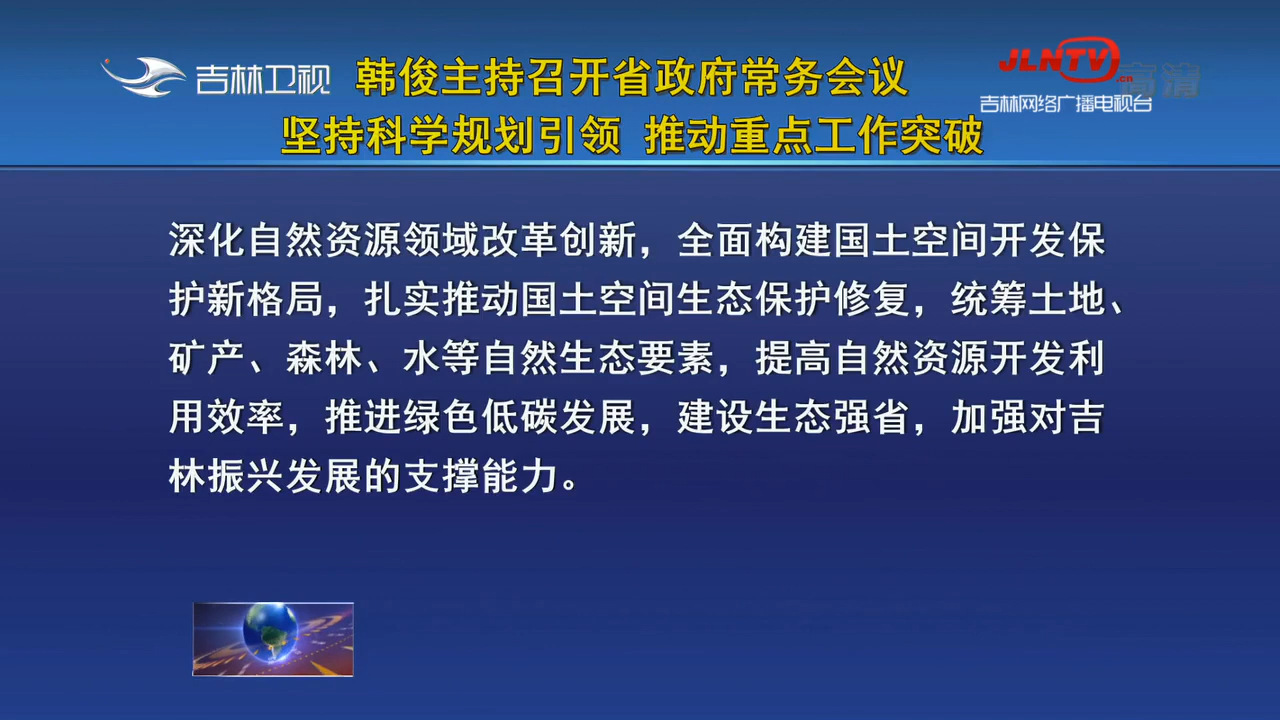 吉林卫视
韩俊主持召开省政府常务会议
JLNTV.cn
高清
吉林网络广播电视台
坚持科学规划引领 推动重点工作突破
深化自然资源领域改革创新，全面构建国土空间开发保
护新格局，扎实推动国土空间生态保护修复，统筹土地、
矿产、森林、水等自然生态要素，提高自然资源开发利
用效率，推进绿色低碳发展，建设生态强省，加强对吉
林振兴发展的支撑能力。